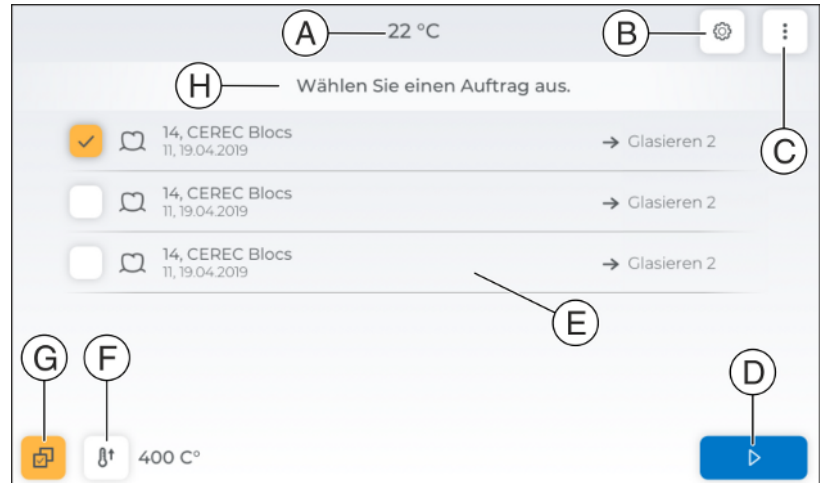 A 22 °C B
H Wählen Sie einen Auftrag aus.
C
14, CEREC Blocs
11, 19.04.2019
→ Glasieren 2
14, CEREC Blocs
11, 19.04.2019
→ Glasieren 2
14, CEREC Blocs
11, 19.04.2019
→ Glasieren 2
E
G F D
400 C°